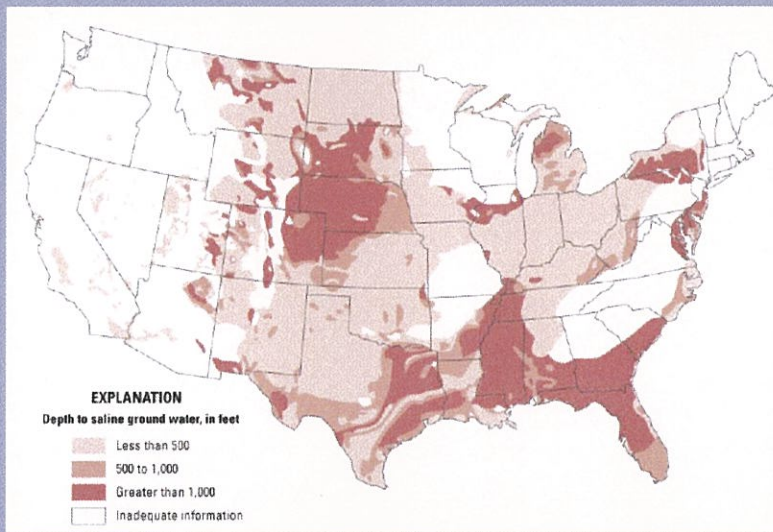 EXPLANATION
Depth to saline ground water, in feet
Less than 500
500 to 1,000
Greater than 1,000
Inadequate information